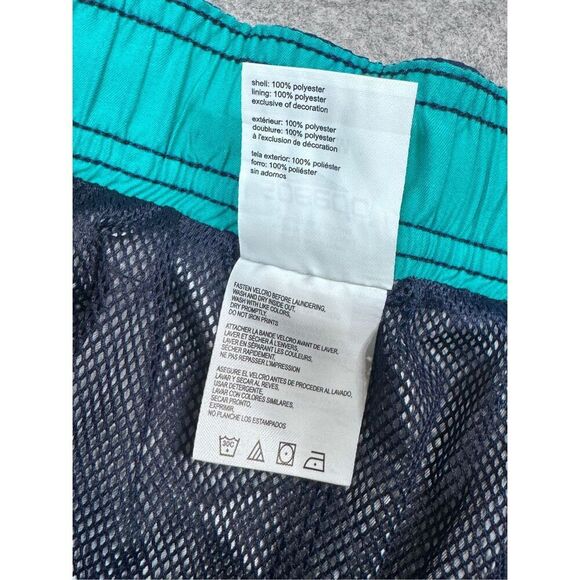 shell: 100% polyester
lining: 100% polyester
exclusive of decoration
extérieur: 100% polyester
doublure: 100% polyester
à l'exclusion de décoration
tela exterior: 100% poliéster
forro: 100% poliéster
sin adornos
FASTEN VELCRO BEFORE LAUNDERING,
WASH AND DRY INSIDE OUT,
WASH WITH LIKE COLORS,
DRY PROMPTLY.
DO NOT IRON PRINTS
ATTACHER LA BANDE VELCRO AVANT DE LAVER,
LAVER ET SÉCHER À L'ENVERS,
LAVER EN SÉPARANT LES COULEURS,
SÉCHER RAPIDEMENT.
NE PAS REPASSER L'IMPRESSION
ASEGURE EL VELCRO ANTES DE PROCEDER AL LAVADO,
LAVAR Y SECAR AL REVÉS,
USAR DETERGENTE,
LAVAR CON COLORES SIMILARES,
SECAR PRONTO,
EXPRIMIR.
NO PLANCHE LOS ESTAMPADOS
30C